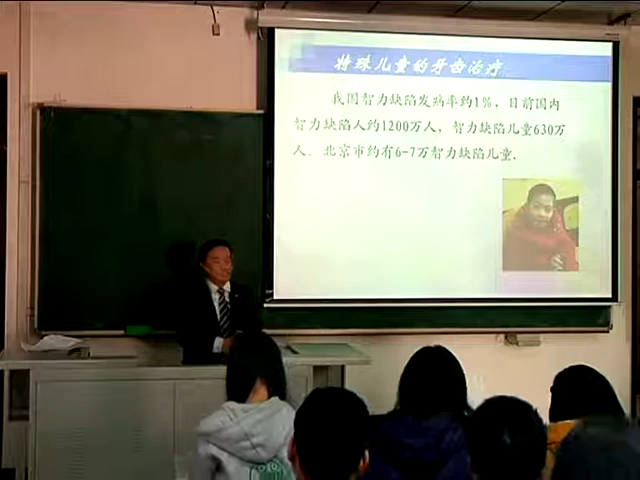 特殊儿童的牙齿治疗
我国智力缺陷发病率约1%，目前国内
智力缺陷人约1200万人，智力缺陷儿童630万
人、北京市约有6-7万智力缺陷儿童.